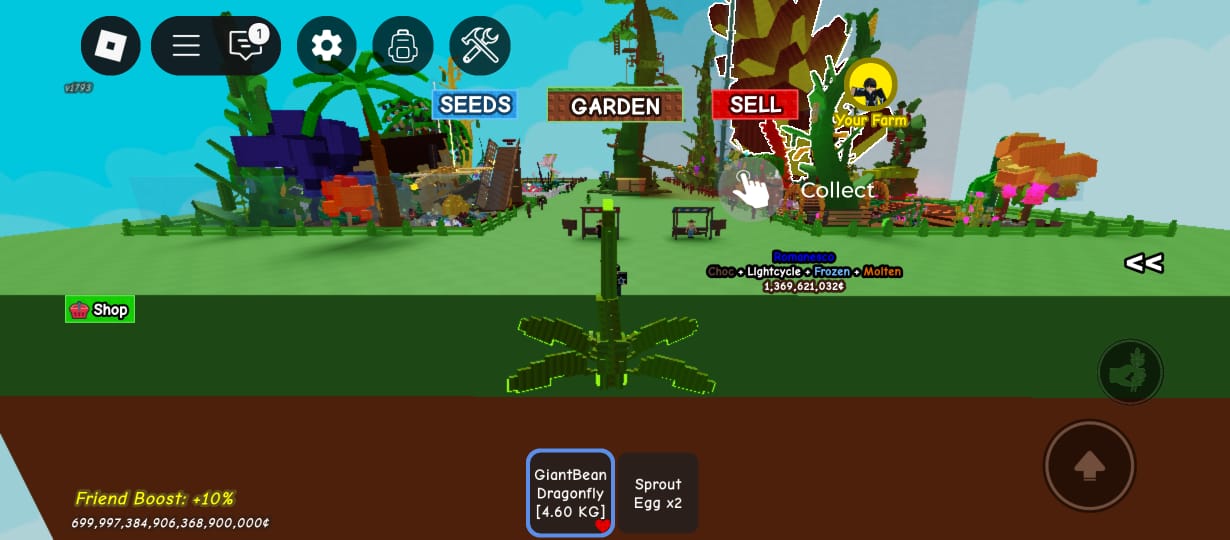 1
v1793
SEEDS
GARDEN
SELL
Your Farm
Collect
Romanesco
Choc + Lightcycle + Frozen + Molten
1,369,621,032¢
<<
Shop
GiantBean
Dragonfly
[4.60 KG]
Sprout
Egg x2
Friend Boost: +10%
699,997,384,906,368,900,000¢